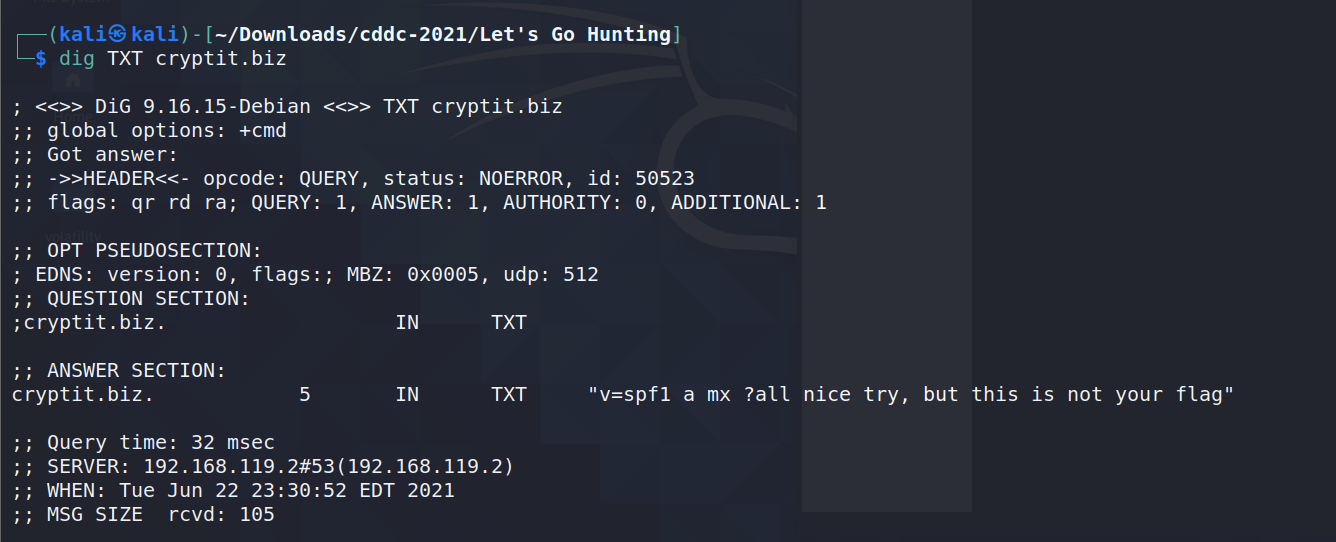 ┌──(kali㉿kali)-[~/Downloads/cddc-2021/Let's Go Hunting]
└─$ dig TXT cryptit.biz
; <<>> DiG 9.16.15-Debian <<>> TXT cryptit.biz
;; global options: +cmd
;; Got answer:
;; ->>HEADER<<- opcode: QUERY, status: NOERROR, id: 50523
;; flags: qr rd ra; QUERY: 1, ANSWER: 1, AUTHORITY: 0, ADDITIONAL: 1
volatility
;; OPT PSEUDOSECTION:
; EDNS: version: 0, flags:; MBZ: 0x0005, udp: 512
;; QUESTION SECTION:
;cryptit.biz. IN TXT
;; ANSWER SECTION:
cryptit.biz. 5 IN TXT "v=spf1 a mx ?all nice try, but this is not your flag"
;; Query time: 32 msec
;; SERVER: 192.168.119.2#53(192.168.119.2)
;; WHEN: Tue Jun 22 23:30:52 EDT 2021
;; MSG SIZE rcvd: 105